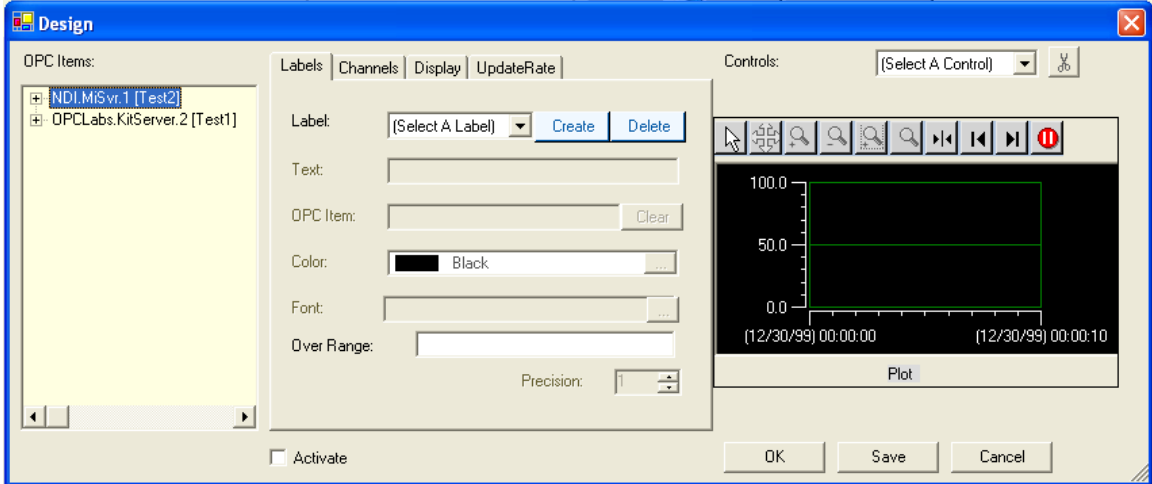 Design
OPC Items:
NDI.MiSvr.1 [Test2]
OPCLabs.KitServer.2 [Test1]
Labels Channels Display UpdateRate
Label: (Select A Label) Create Delete
Text:
OPC Item: Clear
Color: Black ...
Font: ...
Over Range:
Precision: 1
Activate
Controls: (Select A Control)
100.0
50.0
0.0
(12/30/99) 00:00:00 (12/30/99) 00:00:10
Plot
OK Save Cancel